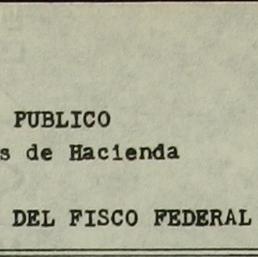 PUBLICO
s de Hacienda
DEL FISCO FEDERAL